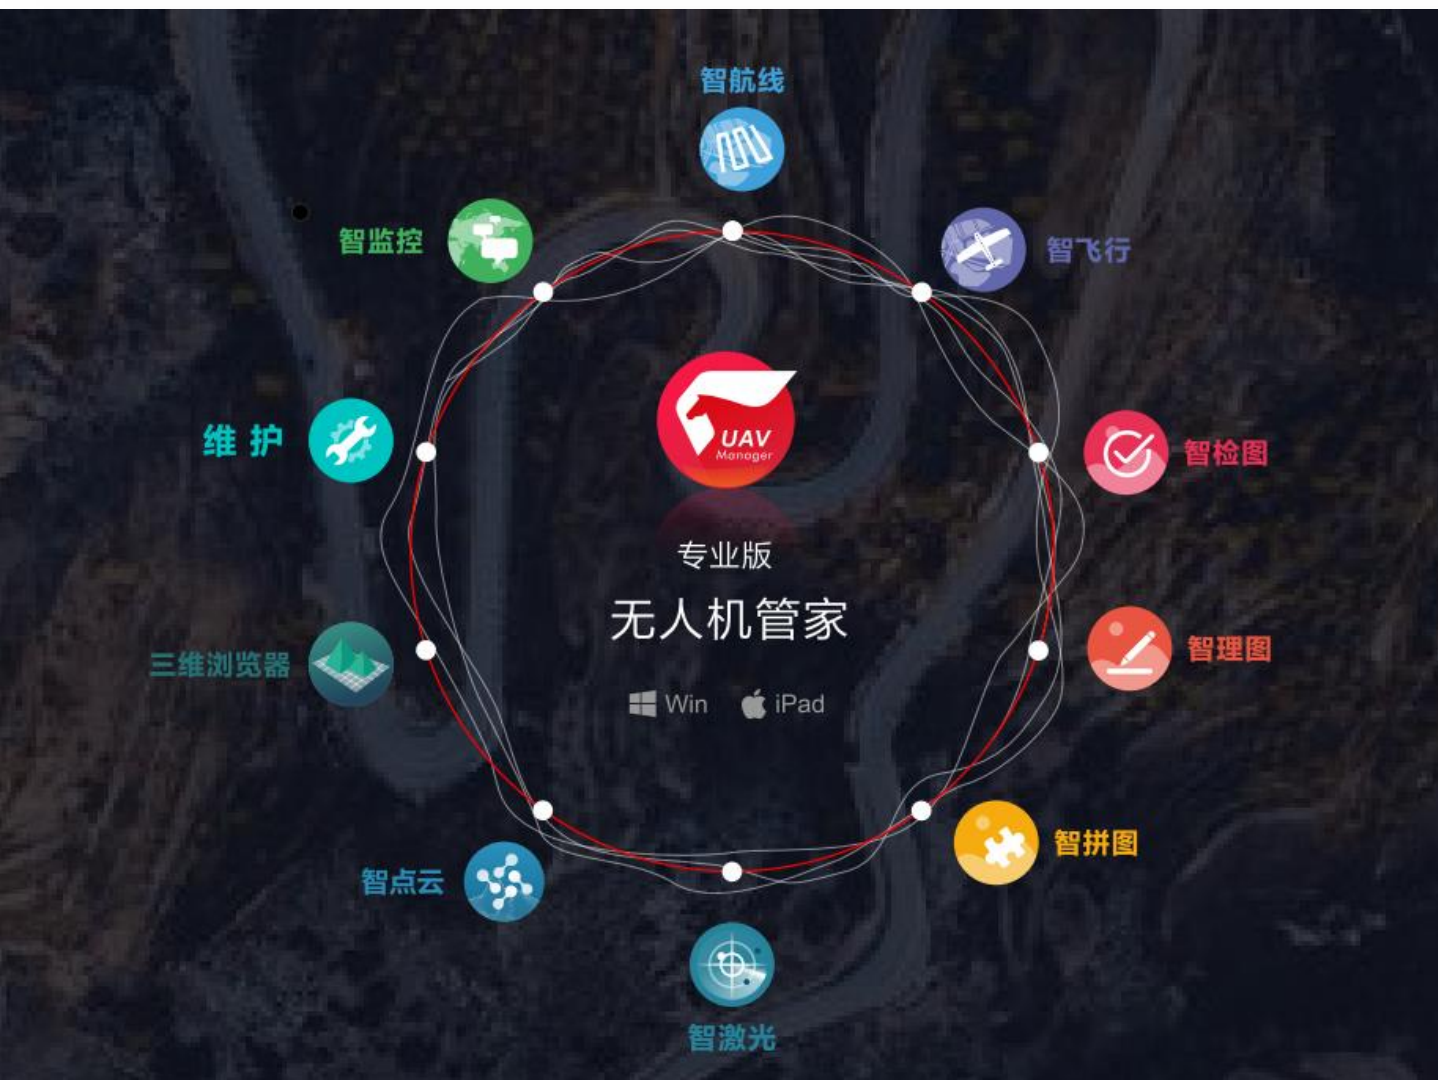 智航线
智监控
智飞行
UAV
Manager
维 护
智检图
专业版
无人机管家
三维浏览器
智理图
Win
iPad
智拼图
智点云
智激光